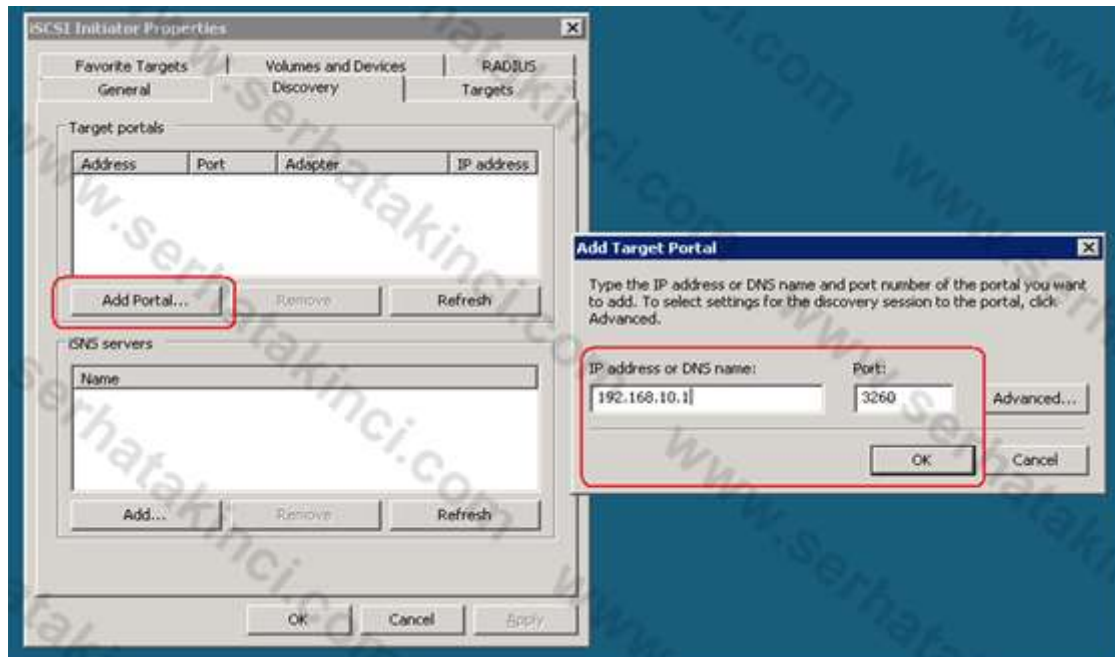 iSCSI Initiator Properties
Favorite Targets Volumes and Devices RADIUS
General Discovery Targets
Target portals
Address Port Adapter IP address
Add Portal... Remove Refresh
iSNS servers
Name
Add... Remove Refresh
OK Cancel Apply
Add Target Portal
Type the IP address or DNS name and port number of the portal you want
to add. To select settings for the discovery session to the portal, click
Advanced.
IP address or DNS name: Port:
192.168.10.1 3260 Advanced...
OK Cancel
www.serhatakinci.com